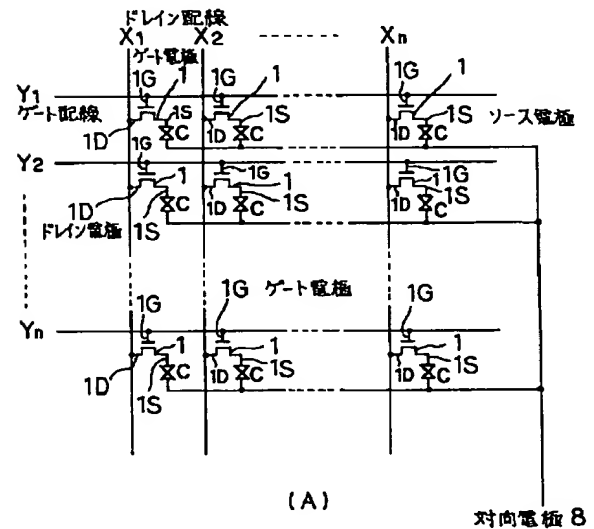 ドレイン配線
X1 X2 Xn
ゲート電極
1G 1 1G 1 1G 1
Y1
ゲート配線 1S 1S 1S ソース電極
1D C 1D C 1D C
Y2 1G 1G 1G
1 1 1
1D 1S C 1D 1S C 1D 1S C
ドレイン電極
1G 1G ゲート電極 1G
Yn
1 1 1
1D 1S C 1D 1S C 1D 1S C
(A)
対向電極 8